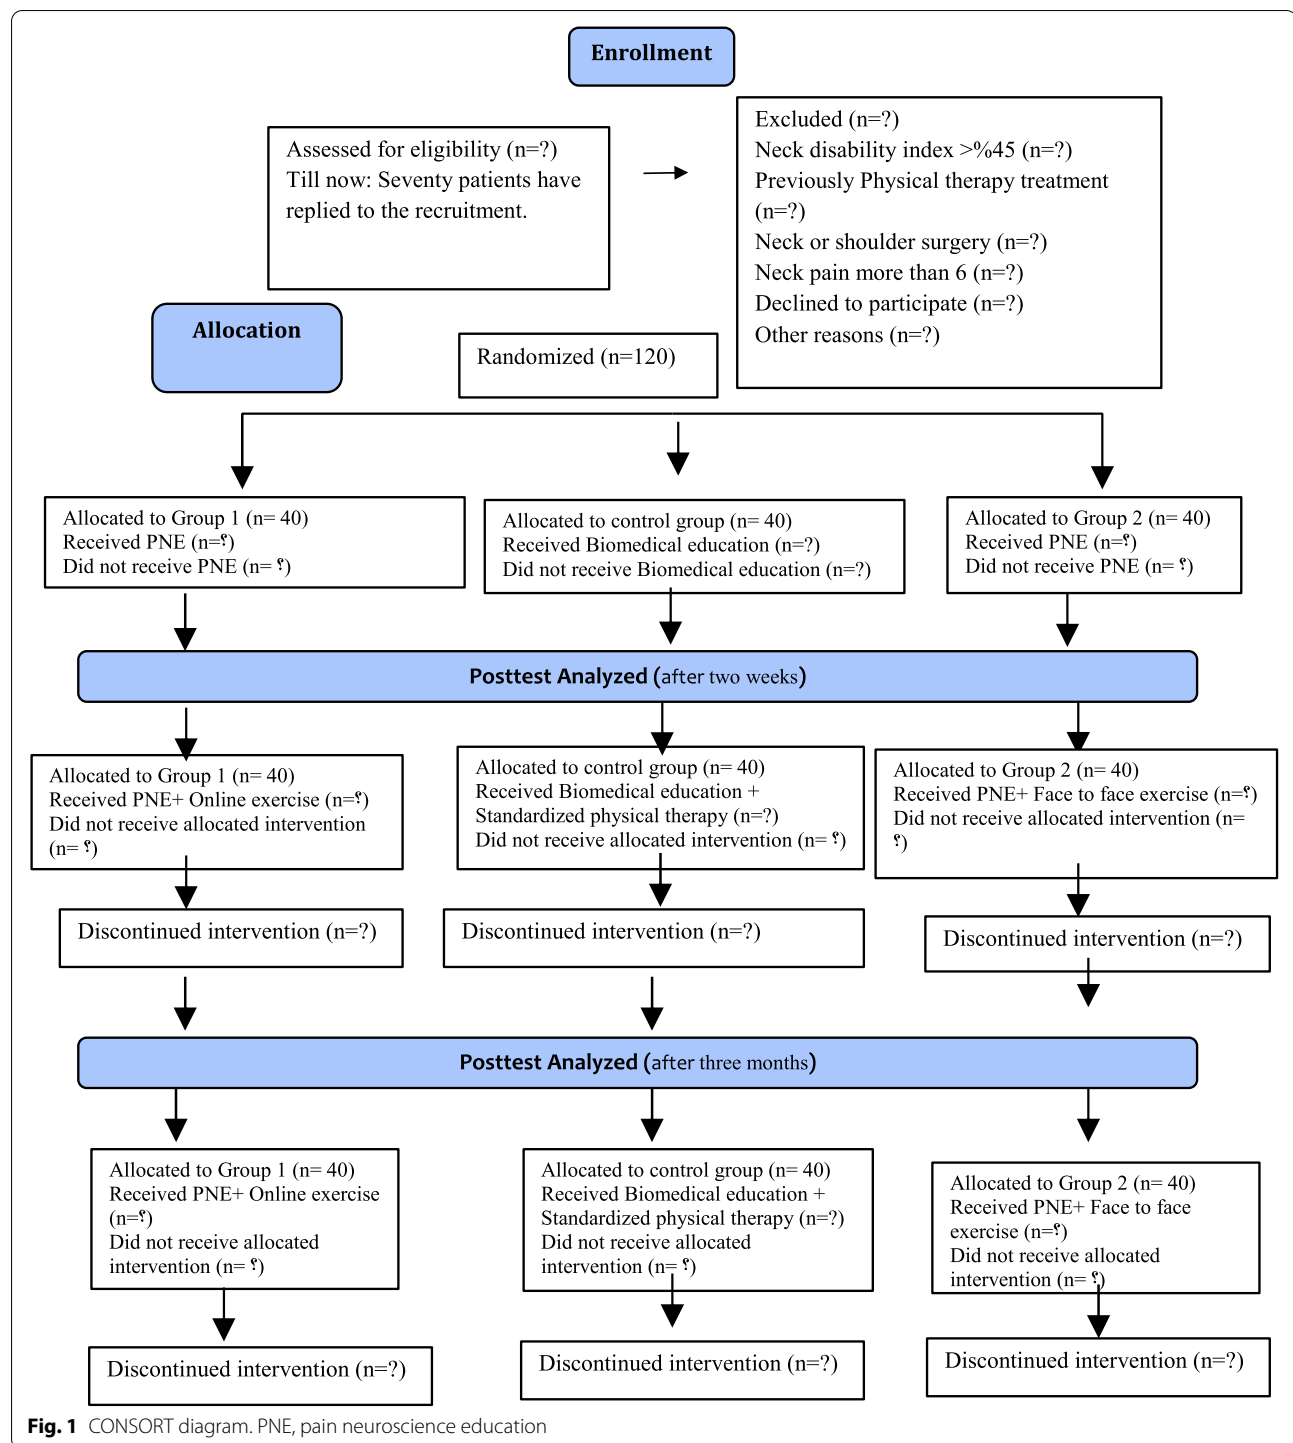 Enrollment
Assessed for eligibility (n=?)
Till now: Seventy patients have
replied to the recruitment.
Excluded (n=?)
Neck disability index >%45 (n=?)
Previously Physical therapy treatment
(n=?)
Neck or shoulder surgery (n=?)
Neck pain more than 6 (n=?)
Declined to participate (n=?)
Other reasons (n=?)
Allocation
Randomized (n=120)
Allocated to Group 1 (n= 40)
Received PNE (n=؟)
Did not receive PNE (n= ؟)
Allocated to control group (n= 40)
Received Biomedical education (n=?)
Did not receive Biomedical education (n=?)
Allocated to Group 2 (n= 40)
Received PNE (n=؟)
Did not receive PNE (n= ؟)
Posttest Analyzed (after two weeks)
Allocated to Group 1 (n= 40)
Received PNE+ Online exercise (n=؟)
Did not receive allocated intervention
(n= ؟)
Allocated to control group (n= 40)
Received Biomedical education +
Standardized physical therapy (n=?)
Did not receive allocated intervention (n= ؟)
Allocated to Group 2 (n= 40)
Received PNE+ Face to face exercise (n=؟)
Did not receive allocated intervention (n=
؟)
Discontinued intervention (n=?)
Discontinued intervention (n=?)
Discontinued intervention (n=?)
Posttest Analyzed (after three months)
Allocated to Group 1 (n= 40)
Received PNE+ Online exercise
(n=؟)
Did not receive allocated
intervention (n= ؟)
Allocated to control group (n= 40)
Received Biomedical education +
Standardized physical therapy (n=?)
Did not receive allocated
intervention (n= ؟)
Allocated to Group 2 (n= 40)
Received PNE+ Face to face
exercise (n=؟)
Did not receive allocated
intervention (n= ؟)
Discontinued intervention (n=?)
Discontinued intervention (n=?)
Discontinued intervention (n=?)
Fig. 1 CONSORT diagram. PNE, pain neuroscience education